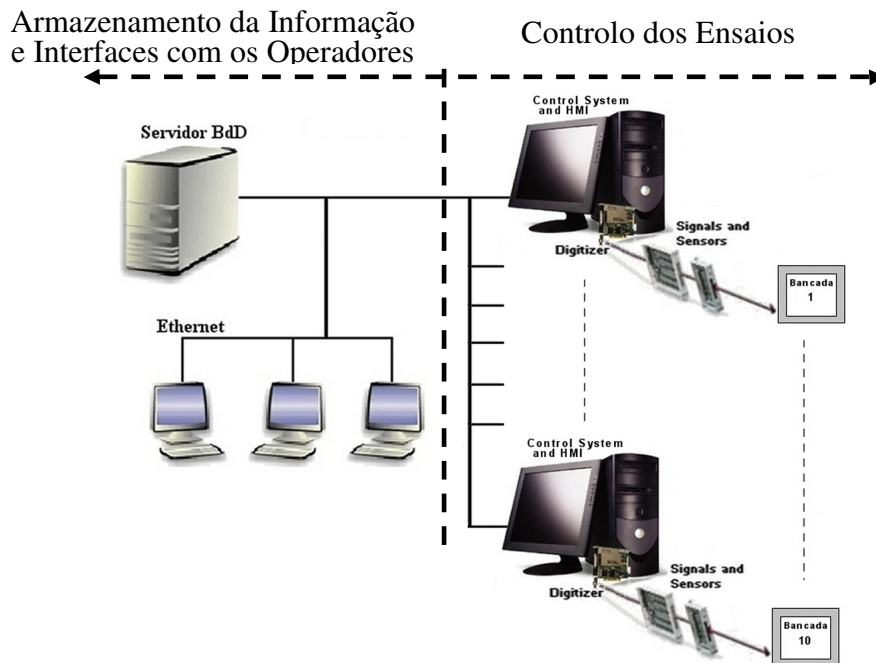 Armazenamento da Informação
e Interfaces com os Operadores
Controlo dos Ensaios
Control System
and HMI
Servidor BdD
Signals and
Sensors
Digitizer
Bancada
1
Ethernet
Control System
and HMI
Signals and
Sensors
Digitizer
Bancada
10